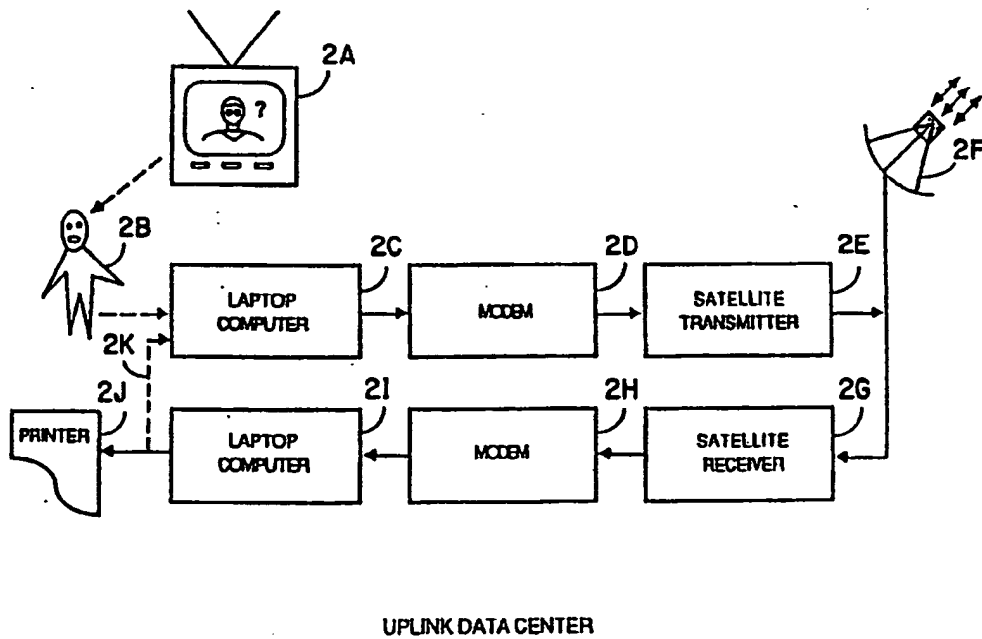 2A
?
2F
2B
2C
2D
2E
LAPTOP
COMPUTER
MODEM
SATELLITE
TRANSMITTER
2K
2J
2I
2H
2G
PRINTER
LAPTOP
COMPUTER
MODEM
SATELLITE
RECEIVER
UPLINK DATA CENTER